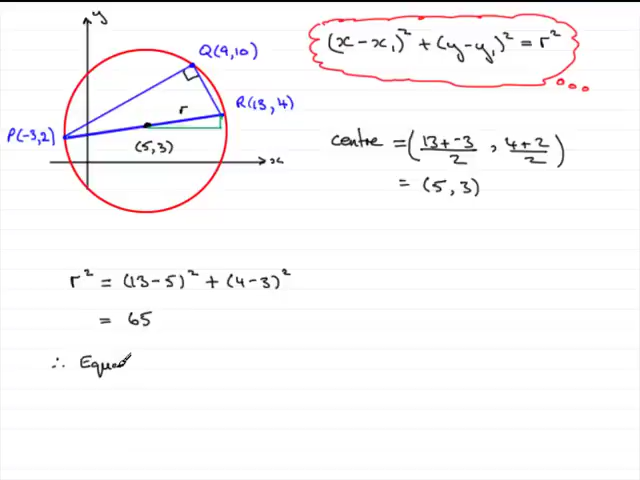 y
Q(9,10)
(x-x₁)² + (y-y₁)² = r²
r
R(13,4)
P(-3,2)
(5,3)
x
centre = (13+-3/2 , 4+2/2)
= (5,3)
r² = (13-5)² + (4-3)²
= 65
∴ Equa